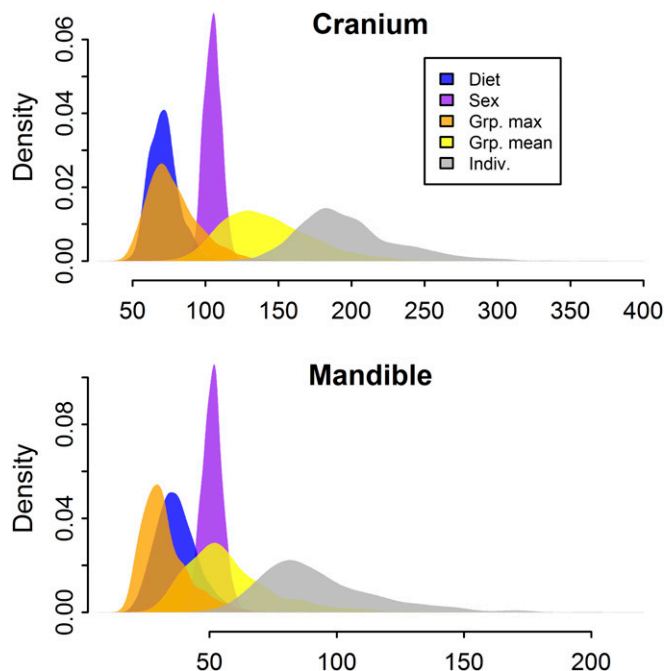 Cranium
Density
0.00 0.02 0.04 0.06
Diet
Sex
Grp. max
Grp. mean
Indiv.
50 100 150 200 250 300 350 400
Mandible
Density
0.00 0.04 0.08
50 100 150 200